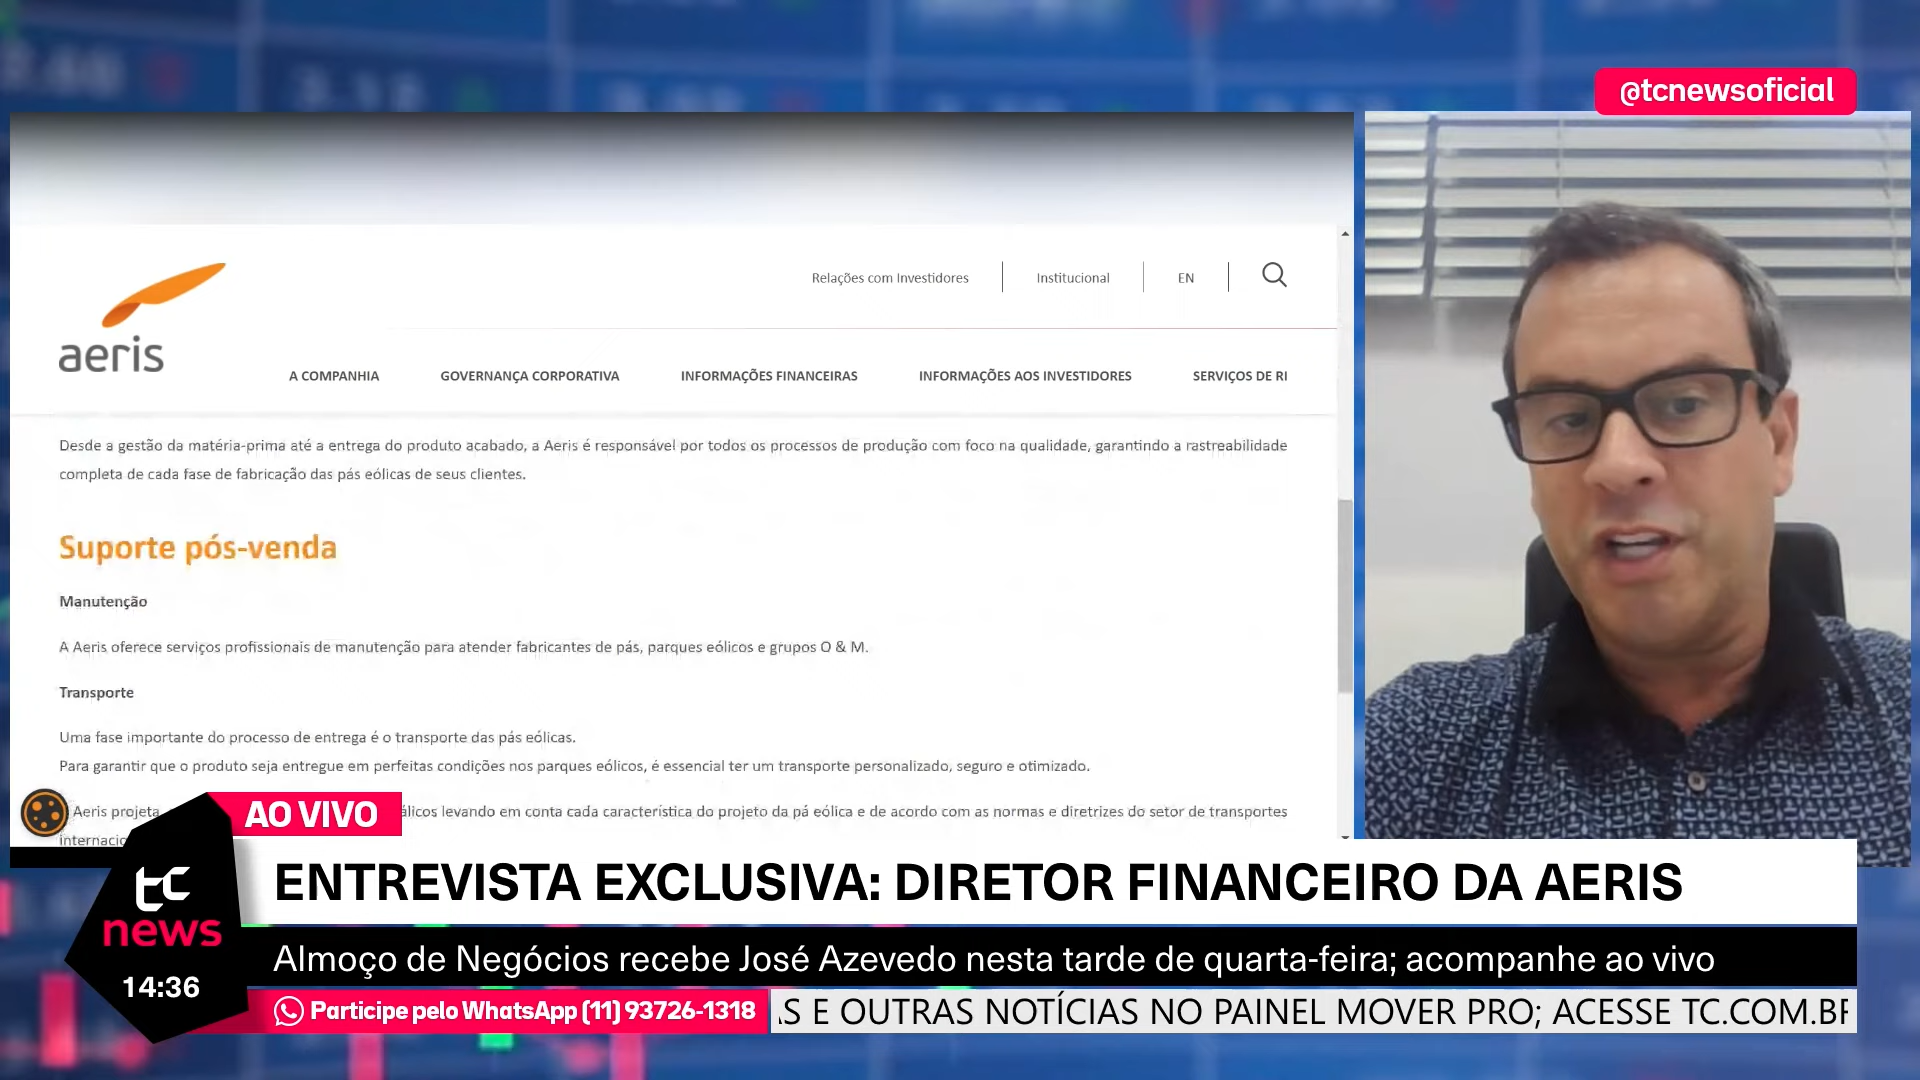 @tcnewsoficial
Relações com Investidores
Institucional
EN
aeris
A COMPANHIA
GOVERNANÇA CORPORATIVA
INFORMAÇÕES FINANCEIRAS
INFORMAÇÕES AOS INVESTIDORES
SERVIÇOS DE RI
Desde a gestão da matéria-prima até a entrega do produto acabado, a Aeris é responsável por todos os processos de produção com foco na qualidade, garantindo a rastreabilidade
completa de cada fase de fabricação das pás eólicas de seus clientes.
Suporte pós-venda
Manutenção
A Aeris oferece serviços profissionais de manutenção para atender fabricantes de pás, parques eólicos e grupos O & M.
Transporte
Uma fase importante do processo de entrega é o transporte das pás eólicas.
Para garantir que o produto seja entregue em perfeitas condições nos parques eólicos, é essencial ter um transporte personalizado, seguro e otimizado.
Aeris projeta
álicos levando em conta cada característica do projeto da pá eólica e de acordo com as normas e diretrizes do setor de transportes
internacio
AO VIVO
tc
news
14:36
ENTREVISTA EXCLUSIVA: DIRETOR FINANCEIRO DA AERIS
Almoço de Negócios recebe José Azevedo nesta tarde de quarta-feira; acompanhe ao vivo
Participe pelo WhatsApp (11) 93726-1318
AS E OUTRAS NOTÍCIAS NO PAINEL MOVER PRO; ACESSE TC.COM.BR